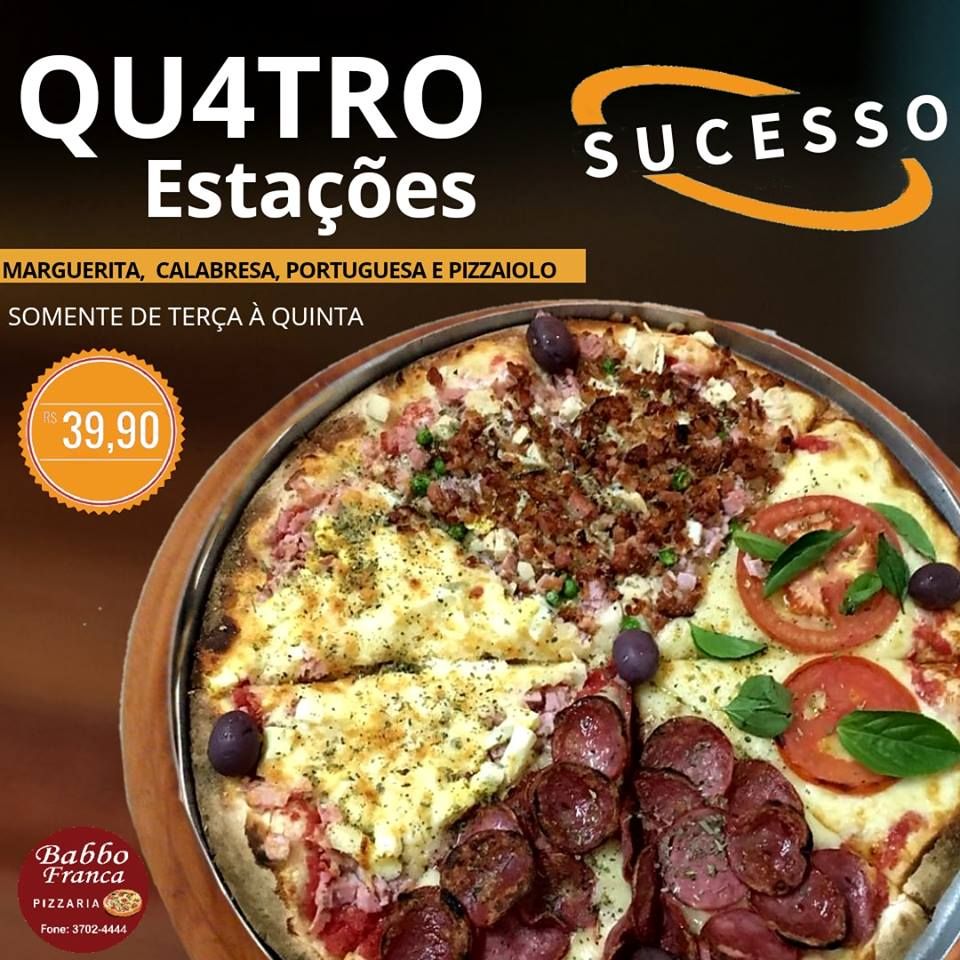 QU4TRO
Estações
SUCESSO
MARGUERITA, CALABRESA, PORTUGUESA E PIZZAIOLO
SOMENTE DE TERÇA À QUINTA
R$ 39,90
Babbo
Franca
PIZZARIA
Fone: 3702-4444